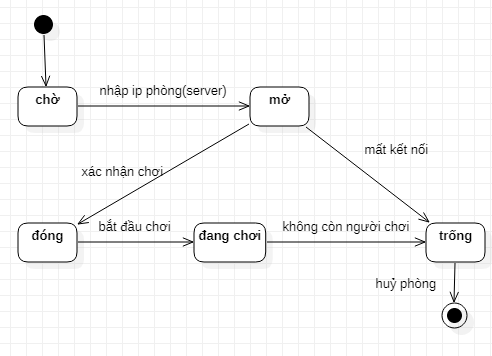 nhập ip phòng(server)
chờ
mở
mất kết nối
xác nhận chơi
bắt đầu chơi
không còn người chơi
đóng
đang chơi
trống
huỷ phòng